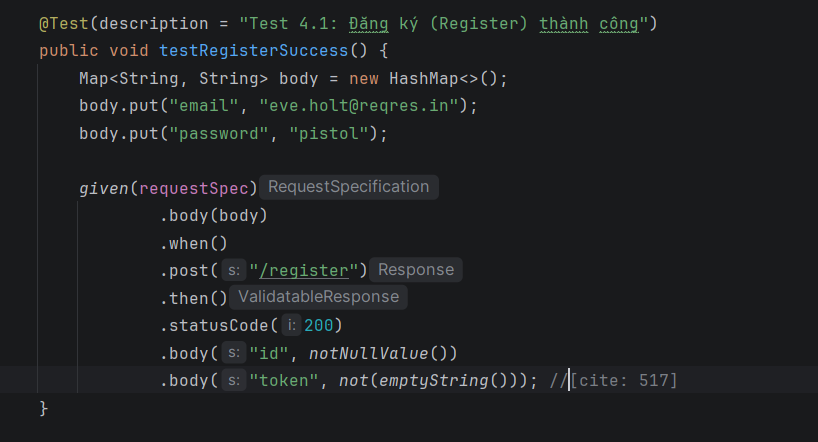 @Test(description = "Test 4.1: Đăng ký (Register) thành công")
public void testRegisterSuccess() {
Map<String, String> body = new HashMap<>();
body.put("email", "eve.holt@reqres.in");
body.put("password", "pistol");
given(requestSpec) RequestSpecification
.body(body)
.when()
.post( s: "/register") Response
.then() ValidatableResponse
.statusCode( i: 200)
.body( s: "id", notNullValue())
.body( s: "token", not(emptyString())); //[cite: 517]
}